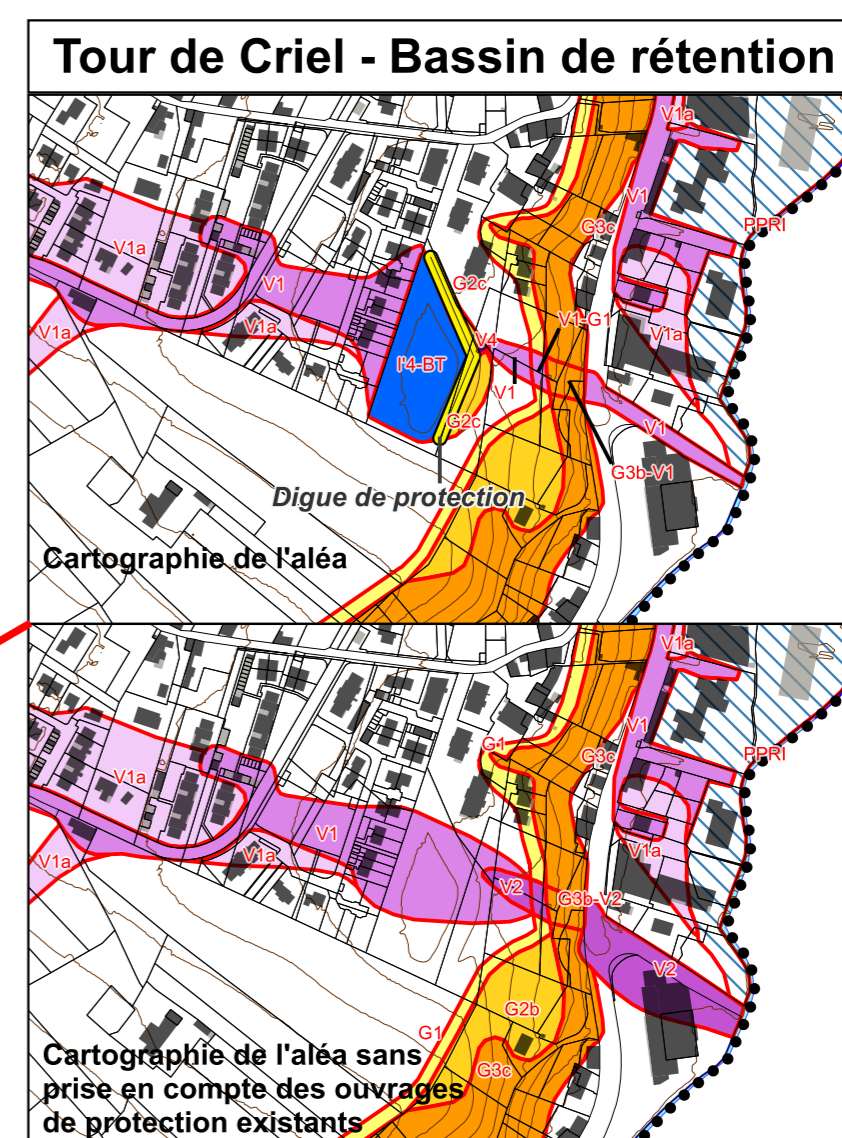 Tour de Criel - Bassin de rétention
V1a
V1
G3c
PPRI
V1a
V1
G2c
V1a
V1a
V4
V1-G1
V1a
I'4-BT
V1
G2c
V1
G3b-V1
Digue de protection
Cartographie de l'aléa
V1a
V1
G1
G3c
PPRI
V1a
V1
V1a
V1a
V1a
V2
G3b-V2
V2
G2b
G1
G3c
Cartographie de l'aléa sans
prise en compte des ouvrages
de protection existants